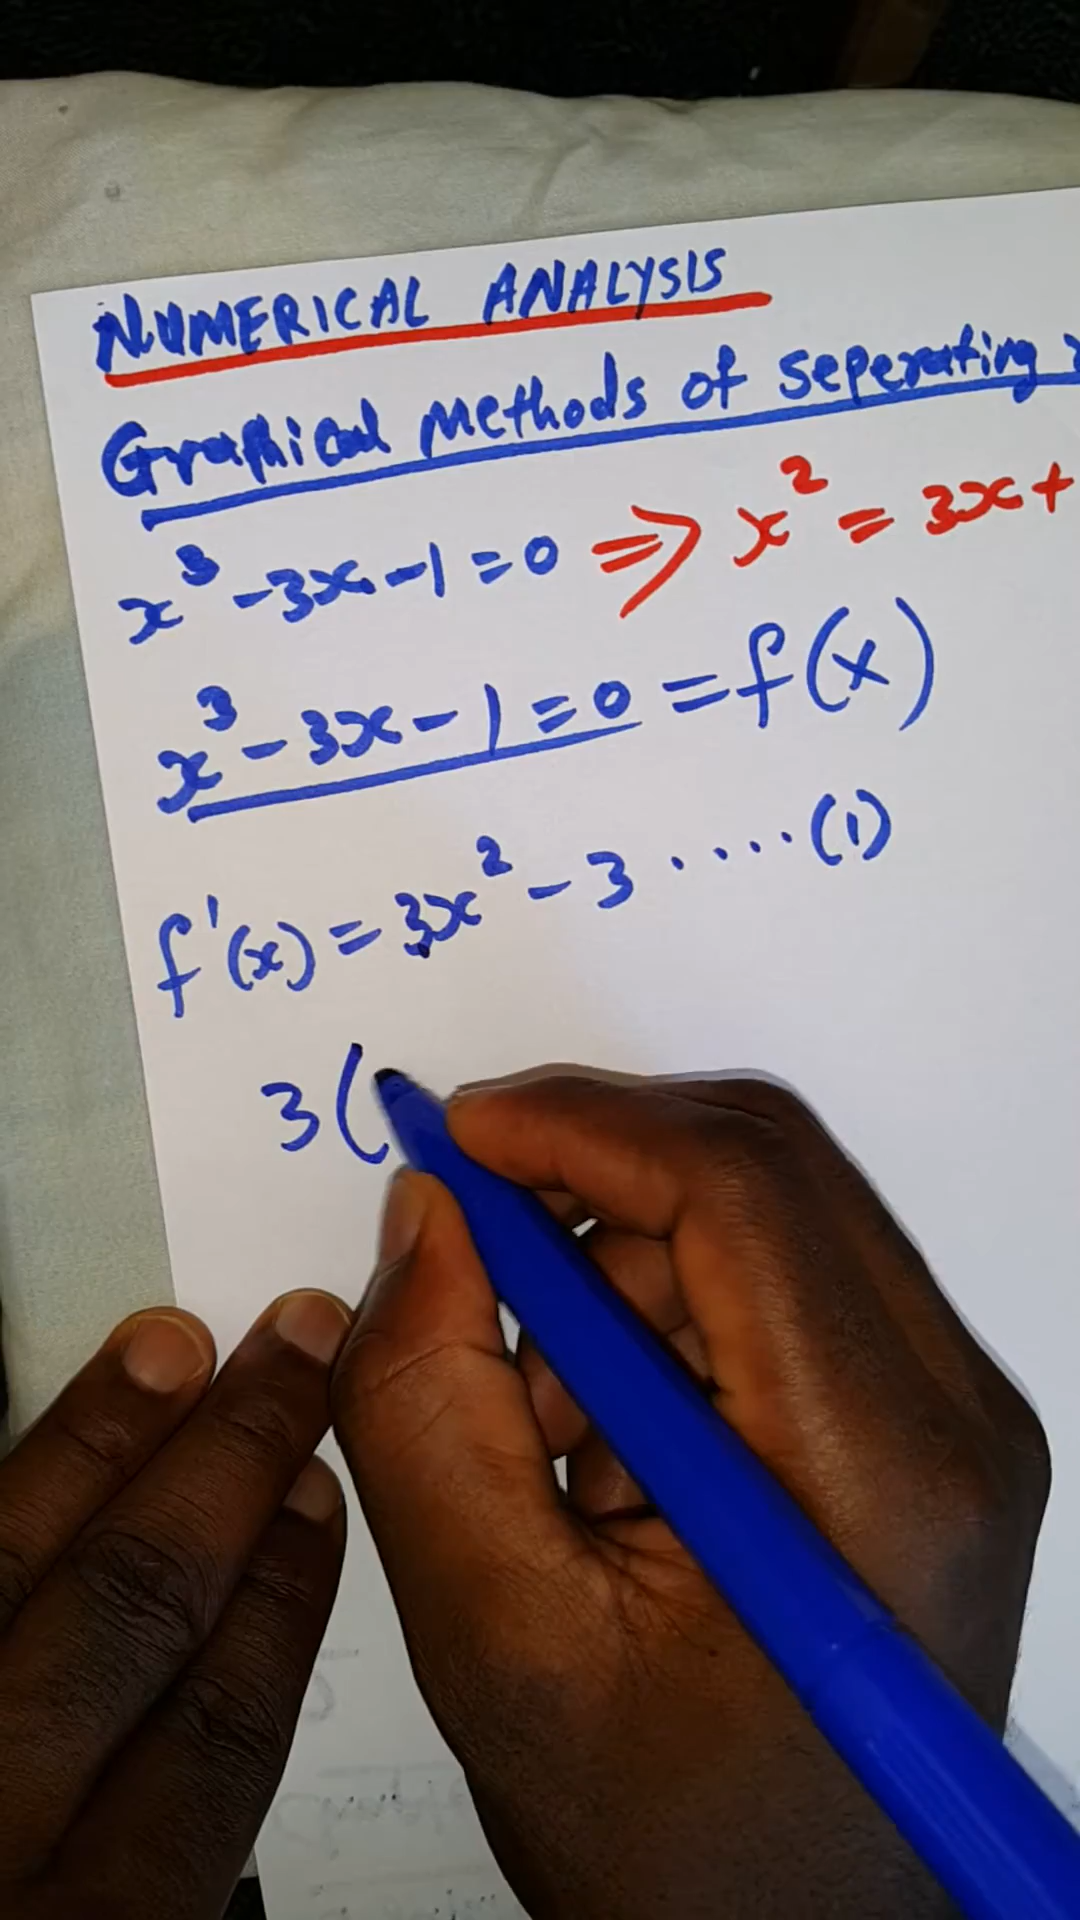 NUMERICAL ANALYSIS
Graphical Methods of seperating
x³ - 3x - 1 = 0 ⇒ x² = 3x +
x³ - 3x - 1 = 0 = f(x)
f'(x) = 3x² - 3 ....(1)
3(